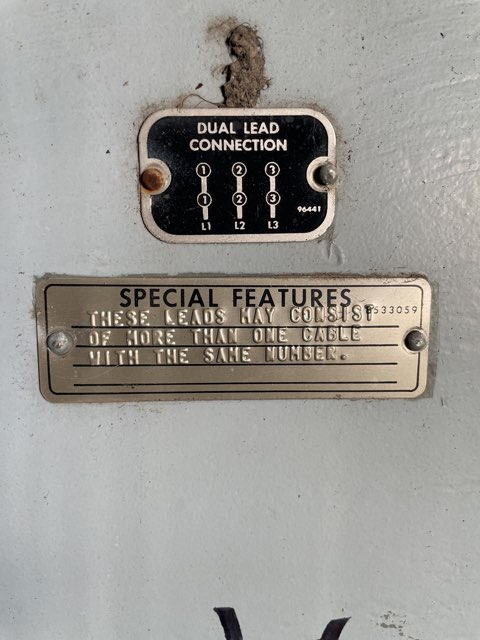 DUAL LEAD
CONNECTION
1 2 3
1 2 3
L1 L2 L3
96441
SPECIAL FEATURES
THESE LEADS MAY CONSIST
OF MORE THAN ONE CABLE
WITH THE SAME NUMBER.